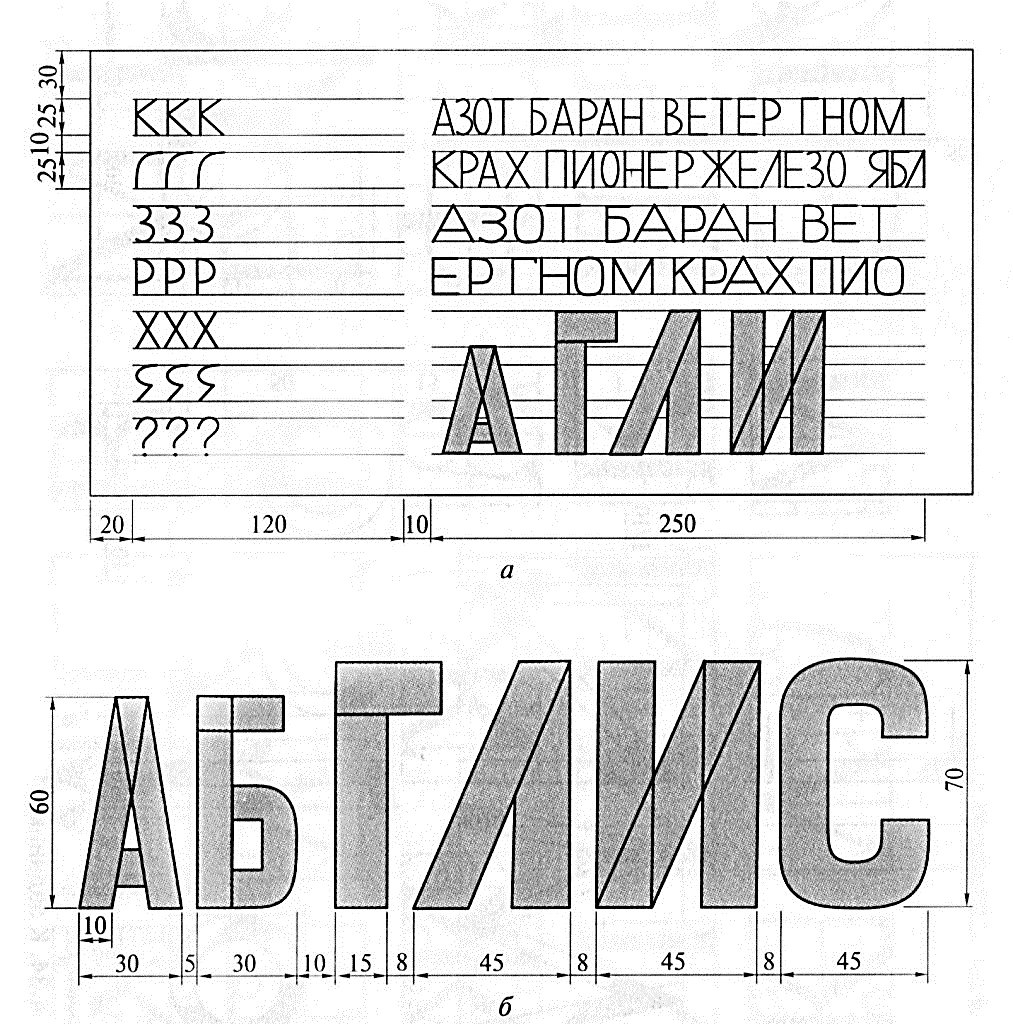 30
25
10
25
ККК
ЗЗЗ
РРР
ХХХ
???
АЗОТ БАРАН ВЕТЕР ГНОМ
КРАХ ПИОНЕР ЖЕЛЕЗО ЯБЛ
АЗОТ БАРАН ВЕТ
ЕР ГНОМ КРАХ ПИО
АГЛИ
20 120 10 250
а
60
АБГЛИС
70
10
30 5 30 10 15 8 45 8 45 8 45
б